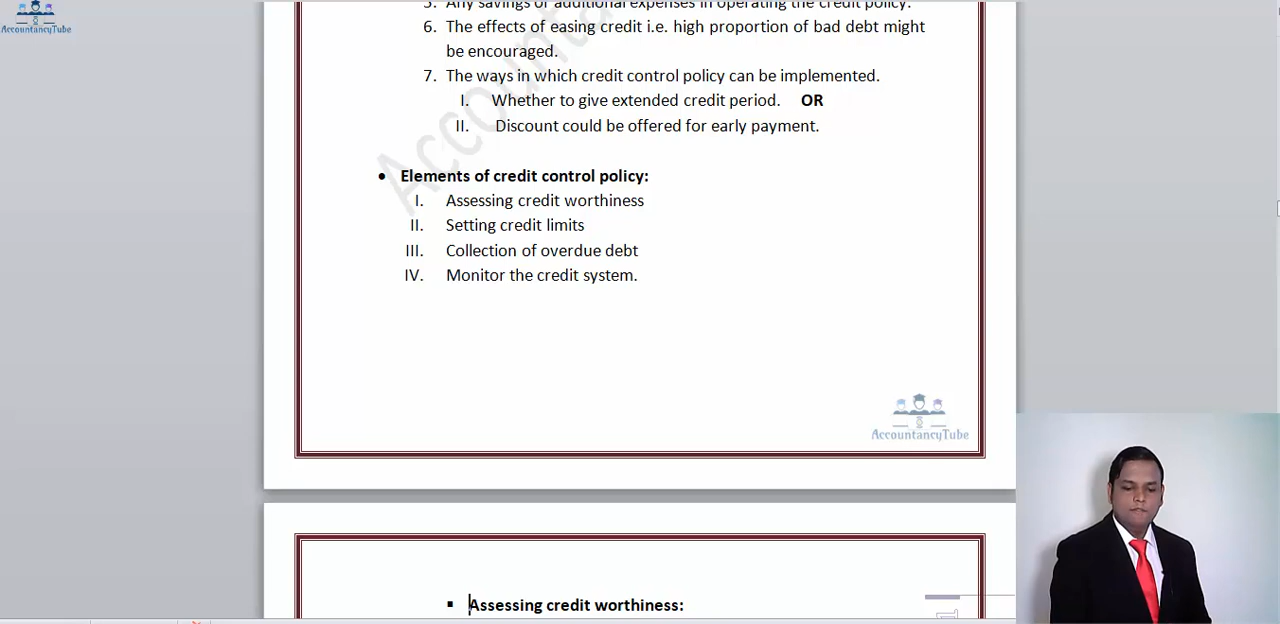 AccountancyTube
5. Any savings or additional expenses in operating the credit policy.
6. The effects of easing credit i.e. high proportion of bad debt might
be encouraged.
7. The ways in which credit control policy can be implemented.
I. Whether to give extended credit period. OR
II. Discount could be offered for early payment.
• Elements of credit control policy:
I. Assessing credit worthiness
II. Setting credit limits
III. Collection of overdue debt
IV. Monitor the credit system.
AccountancyTube
▪ Assessing credit worthiness: